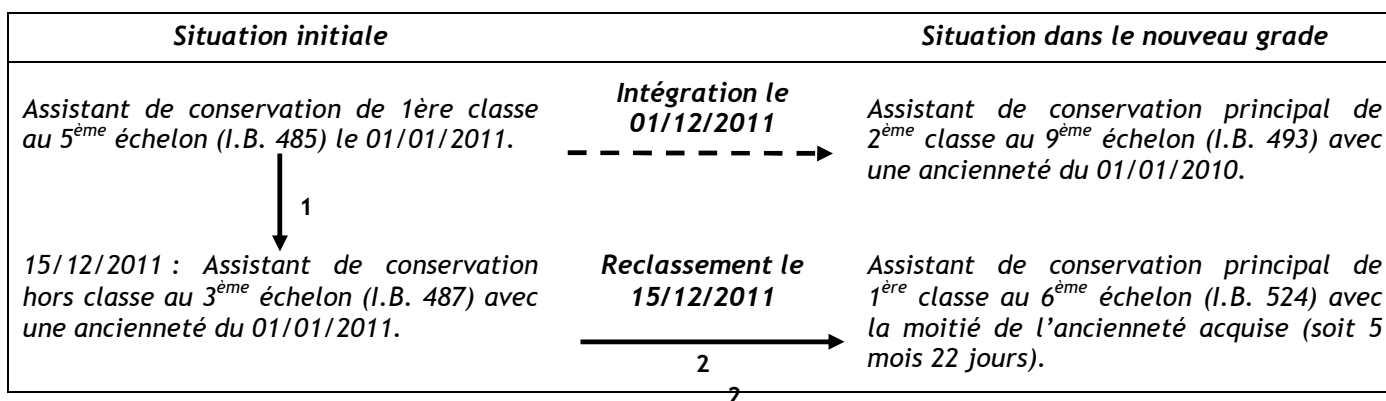 Situation initiale
Situation dans le nouveau grade
Assistant de conservation de 1ère classe
au 5ème échelon (I.B. 485) le 01/01/2011.
Intégration le
01/12/2011
Assistant de conservation principal de
2ème classe au 9ème échelon (I.B. 493) avec
une ancienneté du 01/01/2010.
1
15/12/2011 : Assistant de conservation
hors classe au 3ème échelon (I.B. 487) avec
une ancienneté du 01/01/2011.
Reclassement le
15/12/2011
2
Assistant de conservation principal de
1ère classe au 6ème échelon (I.B. 524) avec
la moitié de l’ancienneté acquise (soit 5
mois 22 jours).
2